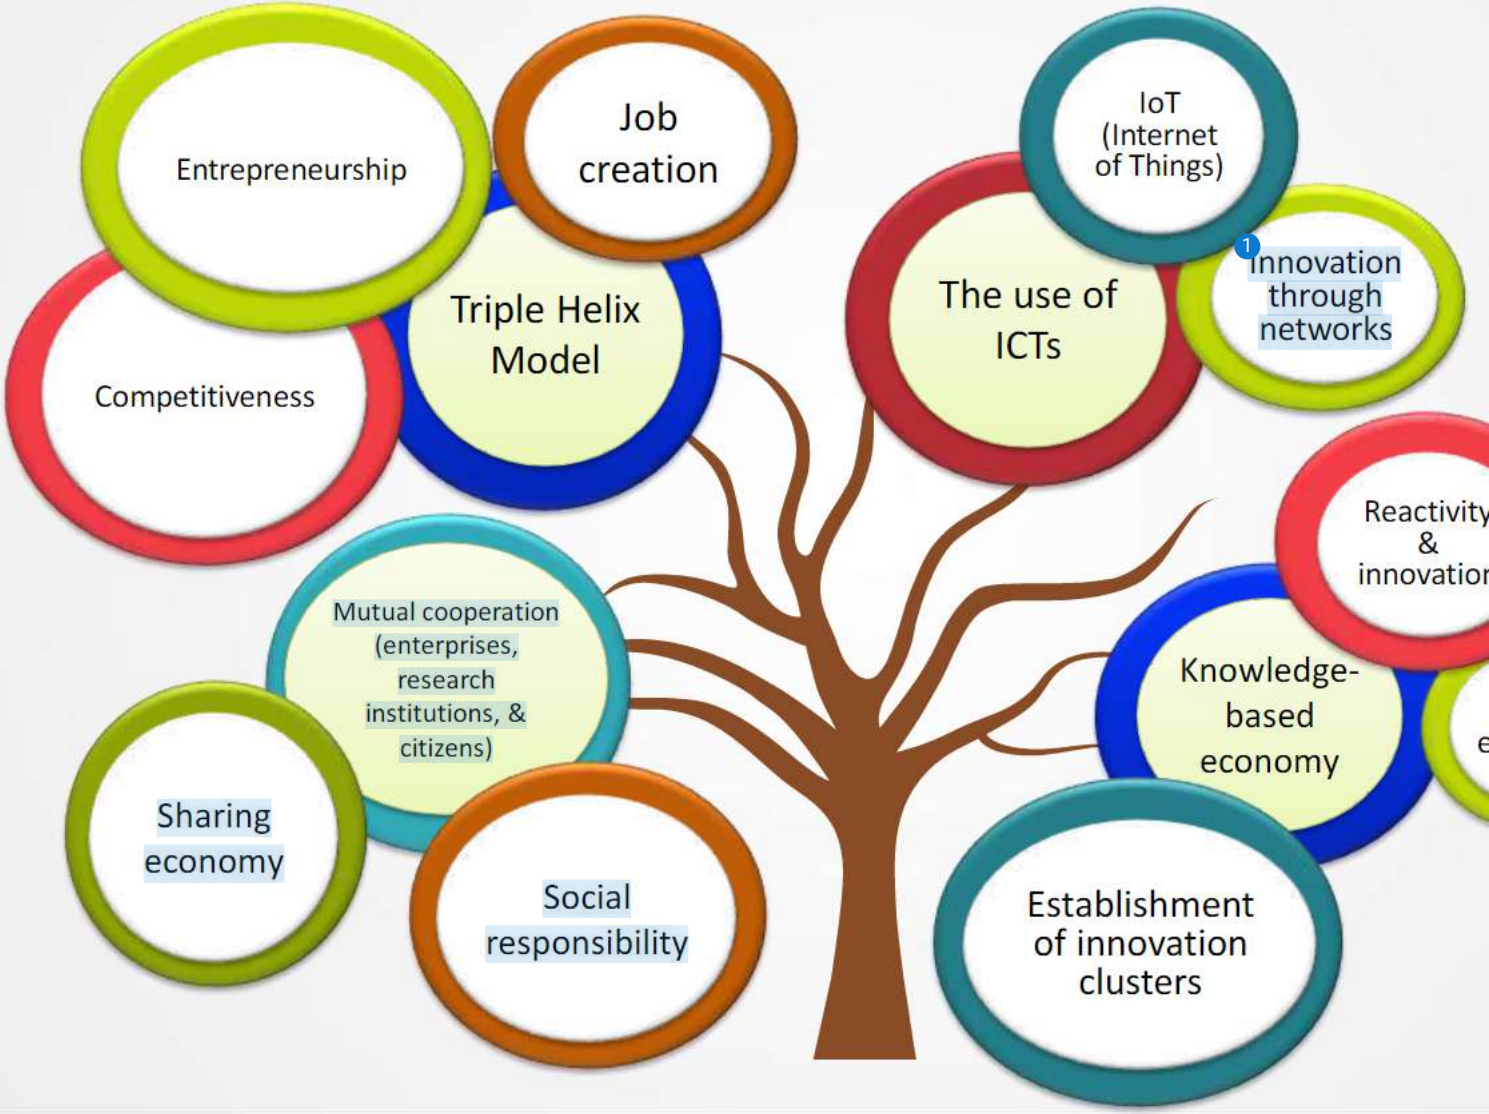 Entrepreneurship
Job
creation
Triple Helix
Model
Competitiveness
IoT
(Internet
of Things)
The use of
ICTs
1
Innovation
through
networks
Reactivity
&
innovation
Mutual cooperation
(enterprises,
research
institutions, &
citizens)
Sharing
economy
Social
responsibility
Knowledge-
based
economy
Establishment
of innovation
clusters